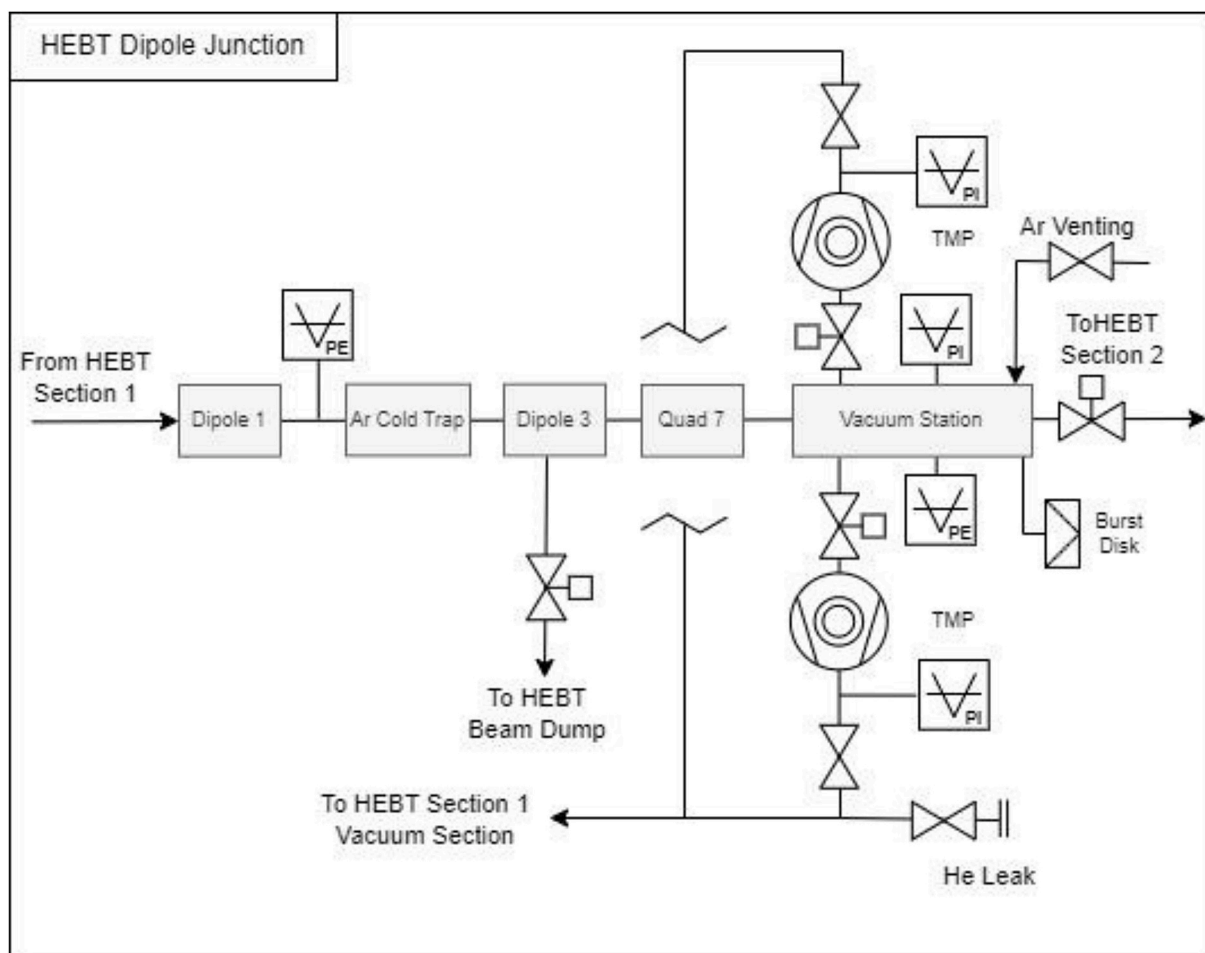 HEBT Dipole Junction
PI
TMP
Ar Venting
PE
PI
ToHEBT
Section 2
From HEBT
Section 1
Dipole 1
Ar Cold Trap
Dipole 3
Quad 7
Vacuum Station
PE
Burst
Disk
TMP
To HEBT
Beam Dump
PI
To HEBT Section 1
Vacuum Section
He Leak